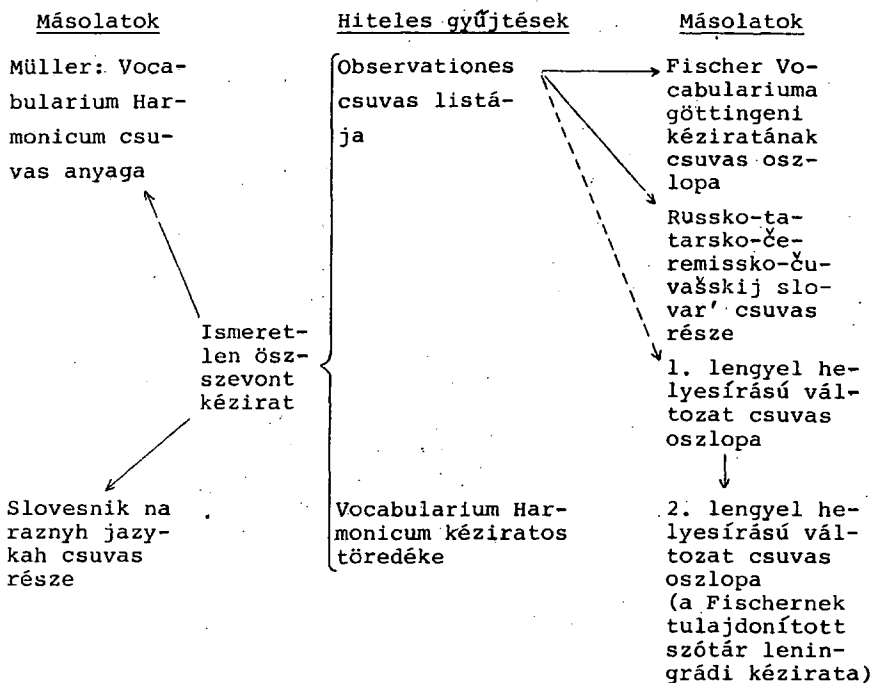 Másolatok
Hiteles gyűjtések
Másolatok
Müller: Voca-
bularium Har-
monicum csu-
vas anyaga
Ismeret-
len ösz-
szevont
kézirat
Slovesnik na
raznyh jazy-
kah csuvas
része
Observationes
csuvas listá-
ja
Vocabularium Har-
monicum kéziratos
töredéke
Fischer Vo-
cabulariuma
göttingeni
kéziratának
csuvas osz-
lopa
Russko-ta-
tarsko-če-
remissko-ču-
vašskij slo-
var' csuvas
része
1. lengyel he-
lyesírású vál-
tozat csuvas
oszlopa
2. lengyel he-
lyesírású vál-
tozat csuvas
oszlopa
(a Fischernek
tulajdonított
szótár lenin-
grádi kézirata)